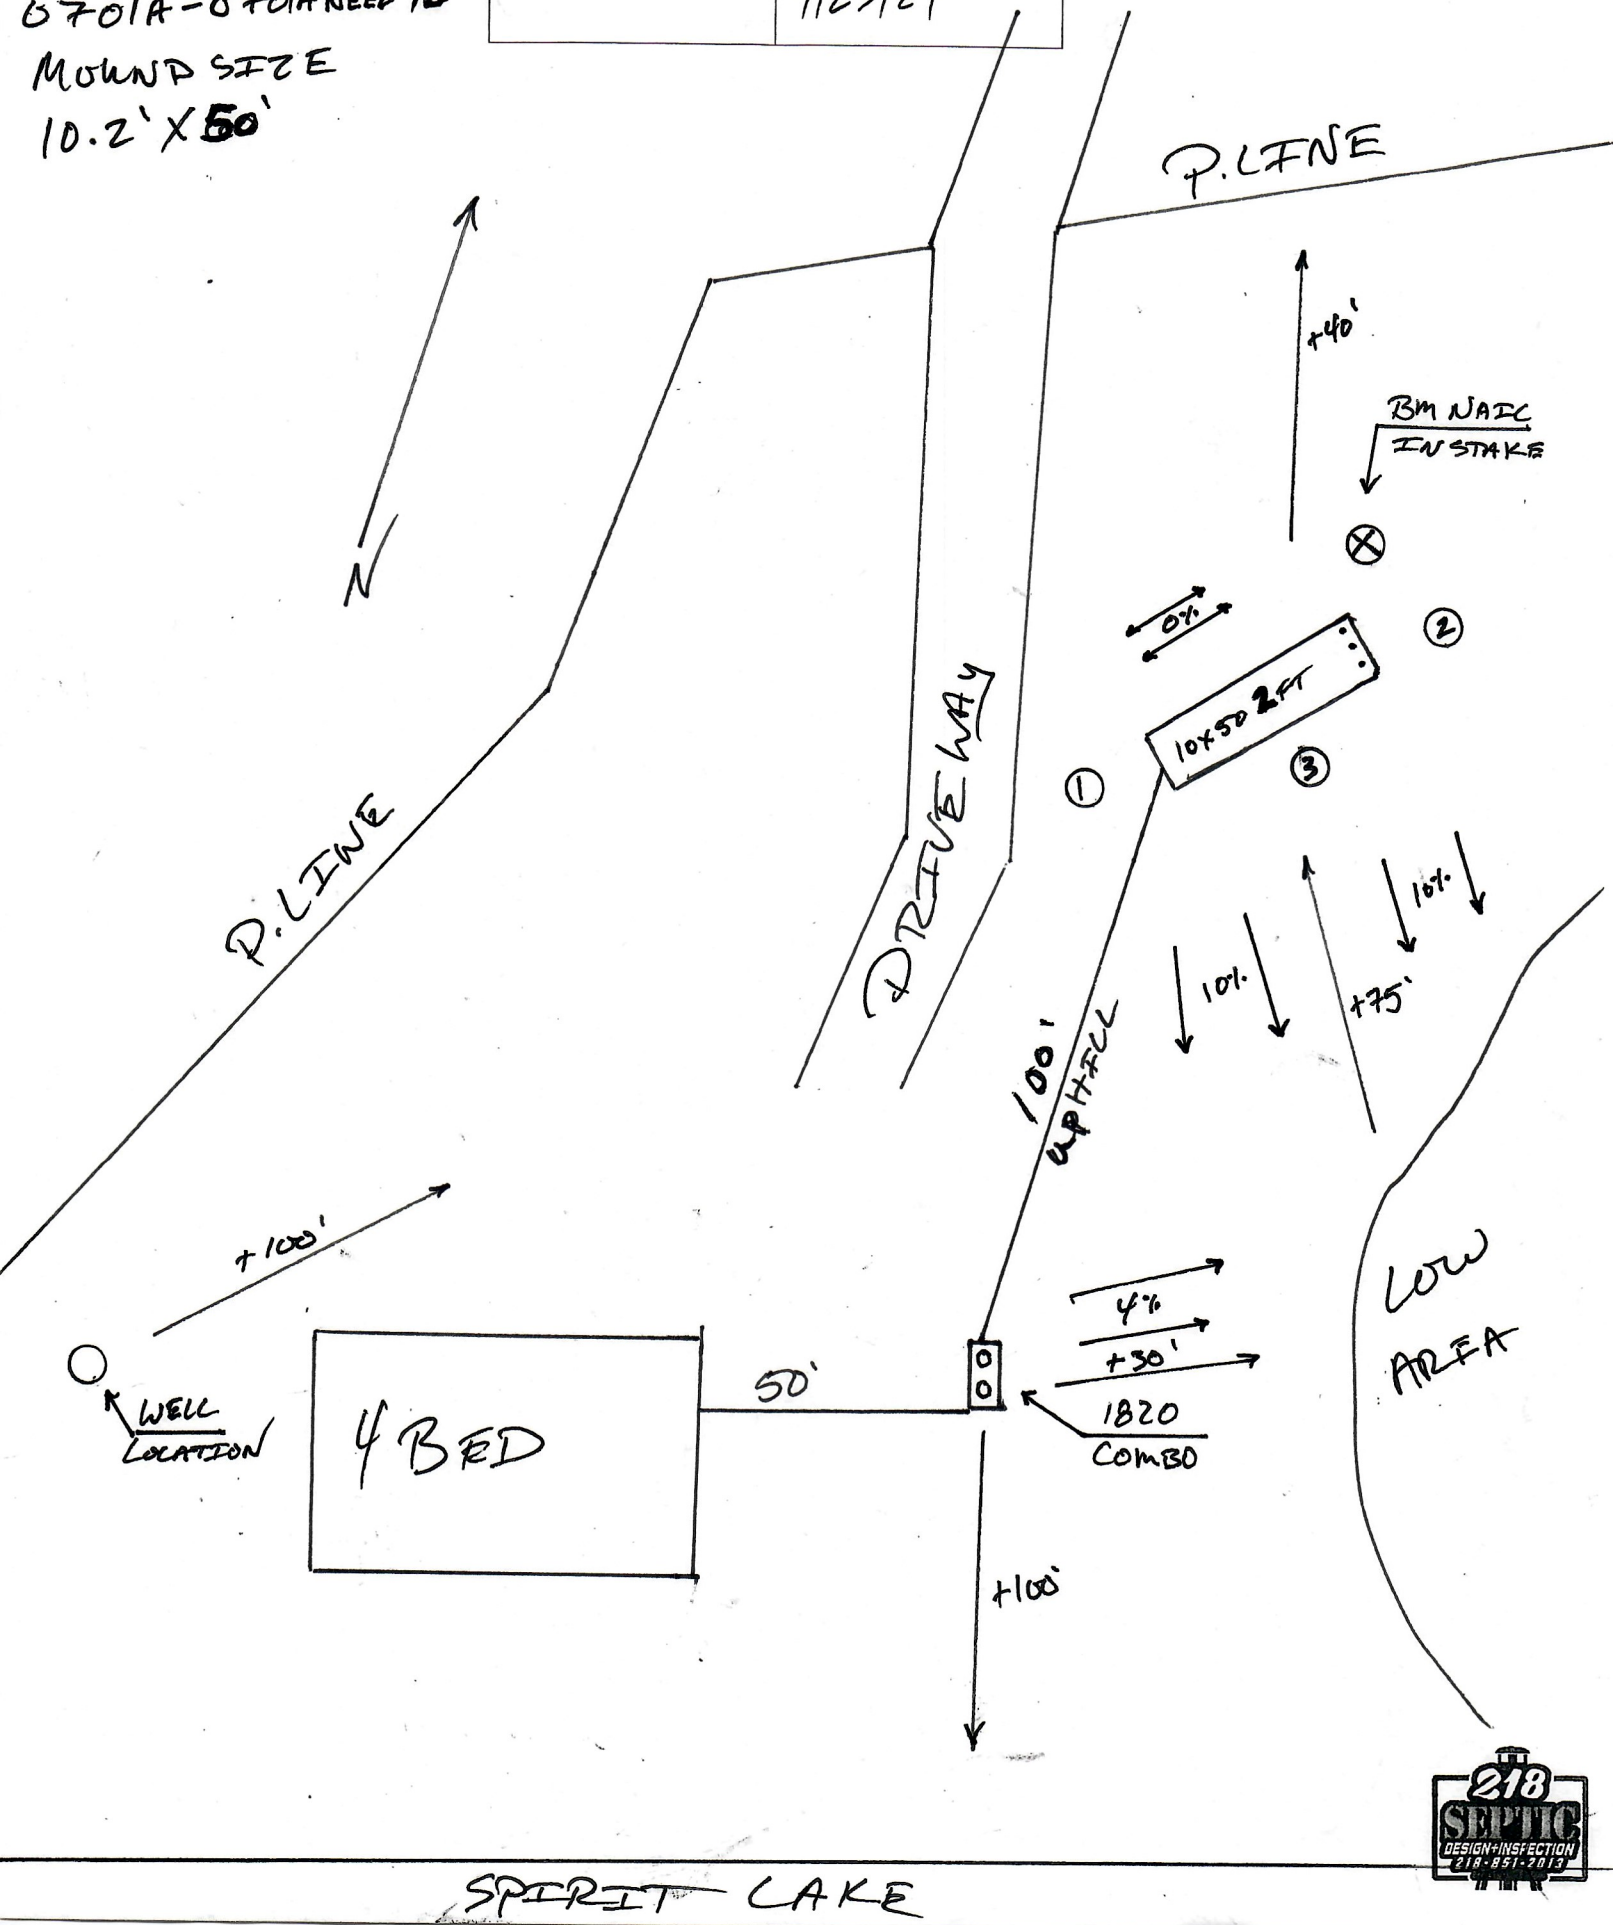 MOUND SIZE
10.2' X 50'
P.LINE
N
+40'
BM NAIL
IN STAKE
0%
2
10x50 2FT
1
3
DRIVEWAY
P.LINE
10%
10%
+75'
100'
UPHILL
+100'
LOW
AREA
4%
+30'
50'
1820
COMBO
WELL
LOCATION
4 BED
+100'
218
SEPTIC
DESIGN+INSPECTION
218-851-2013
SPIRIT LAKE